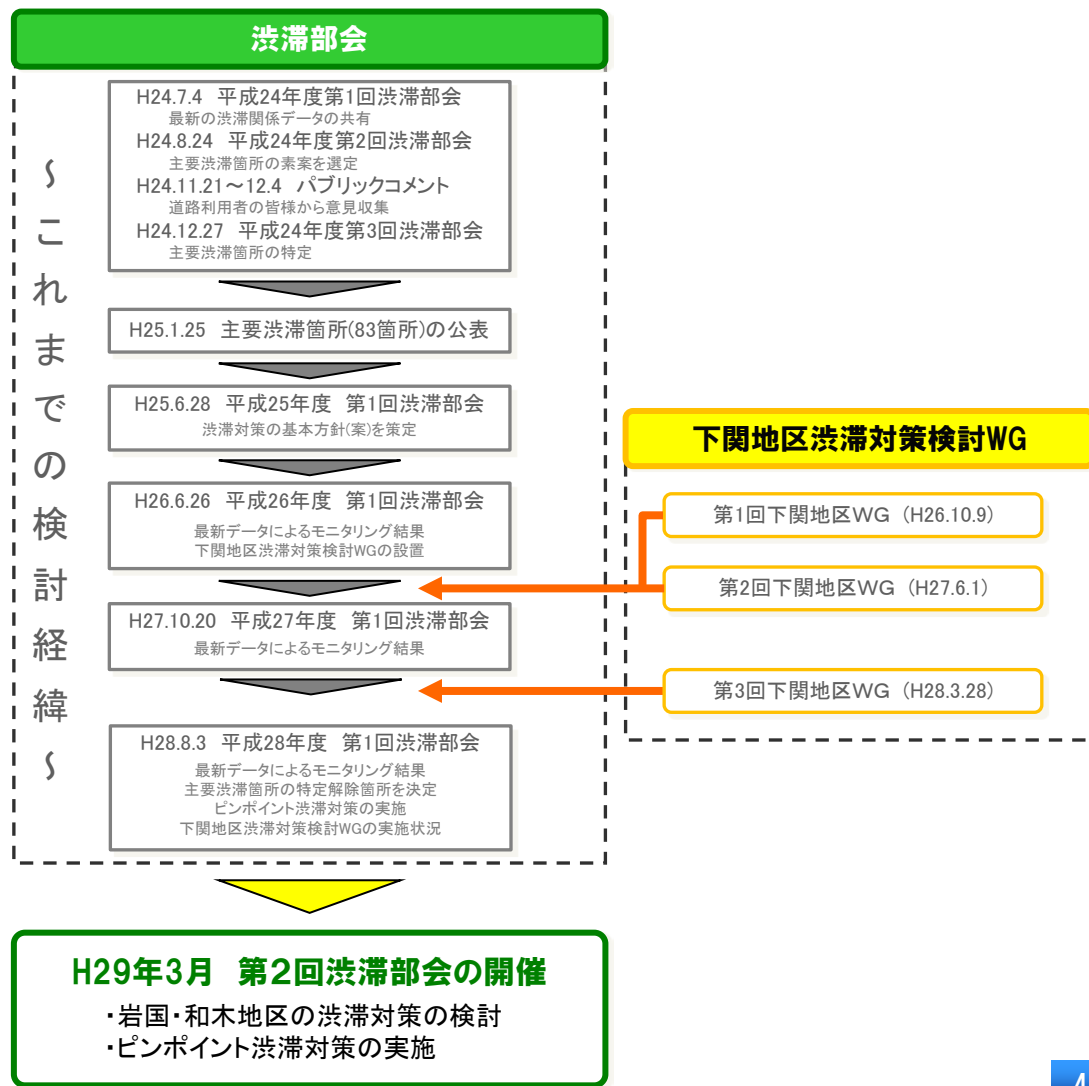 渋滞部会
～これまでの検討経緯～
H24.7.4 平成24年度第1回渋滞部会
最新の渋滞関係データの共有
H24.8.24 平成24年度第2回渋滞部会
主要渋滞箇所の素案を選定
H24.11.21～12.4 パブリックコメント
道路利用者の皆様から意見収集
H24.12.27 平成24年度第3回渋滞部会
主要渋滞箇所の特定
H25.1.25 主要渋滞箇所(83箇所)の公表
H25.6.28 平成25年度 第1回渋滞部会
渋滞対策の基本方針(案)を策定
H26.6.26 平成26年度 第1回渋滞部会
最新データによるモニタリング結果
下関地区渋滞対策検討WGの設置
H27.10.20 平成27年度 第1回渋滞部会
最新データによるモニタリング結果
H28.8.3 平成28年度 第1回渋滞部会
最新データによるモニタリング結果
主要渋滞箇所の特定解除箇所を決定
ピンポイント渋滞対策の実施
下関地区渋滞対策検討WGの実施状況
下関地区渋滞対策検討WG
第1回下関地区WG (H26.10.9)
第2回下関地区WG (H27.6.1)
第3回下関地区WG (H28.3.28)
H29年3月 第2回渋滞部会の開催
・岩国・和木地区の渋滞対策の検討
・ピンポイント渋滞対策の実施
4